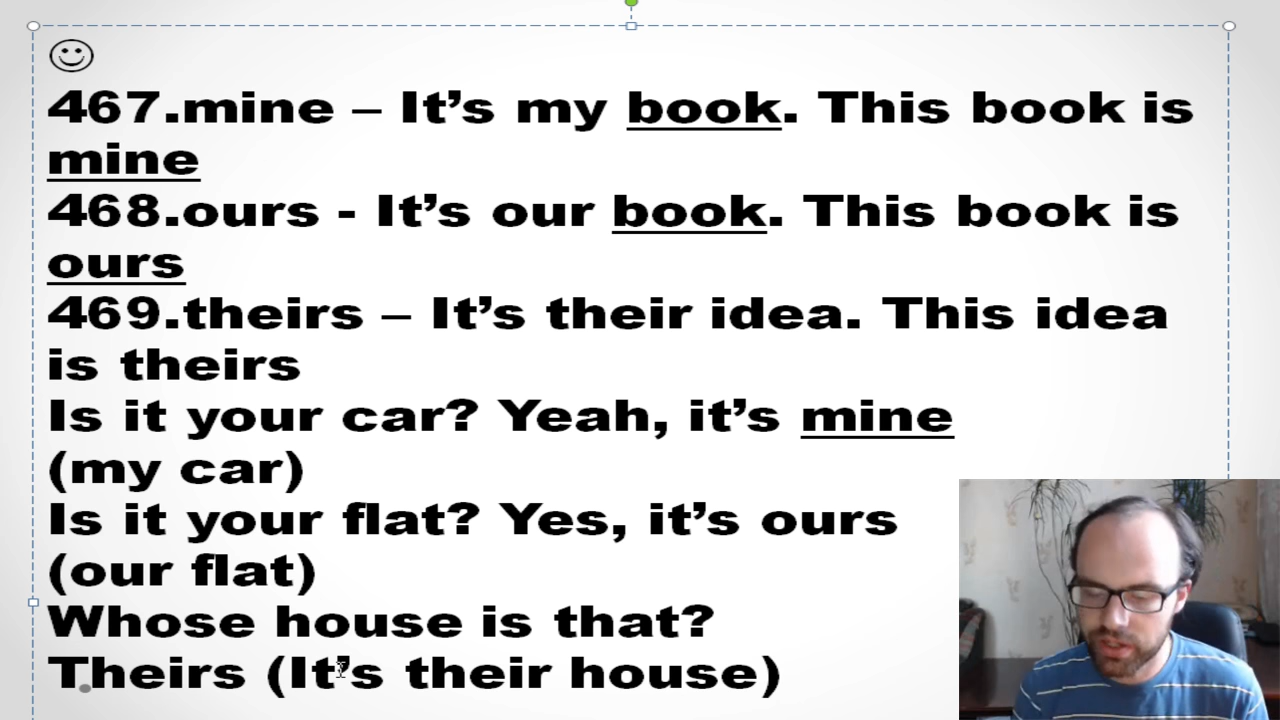 467.mine – It’s my book. This book is
mine
468.ours - It’s our book. This book is
ours
469.theirs – It’s their idea. This idea
is theirs
Is it your car? Yeah, it’s mine
(my car)
Is it your flat? Yes, it’s ours
(our flat)
Whose house is that?
Theirs (It’s their house)